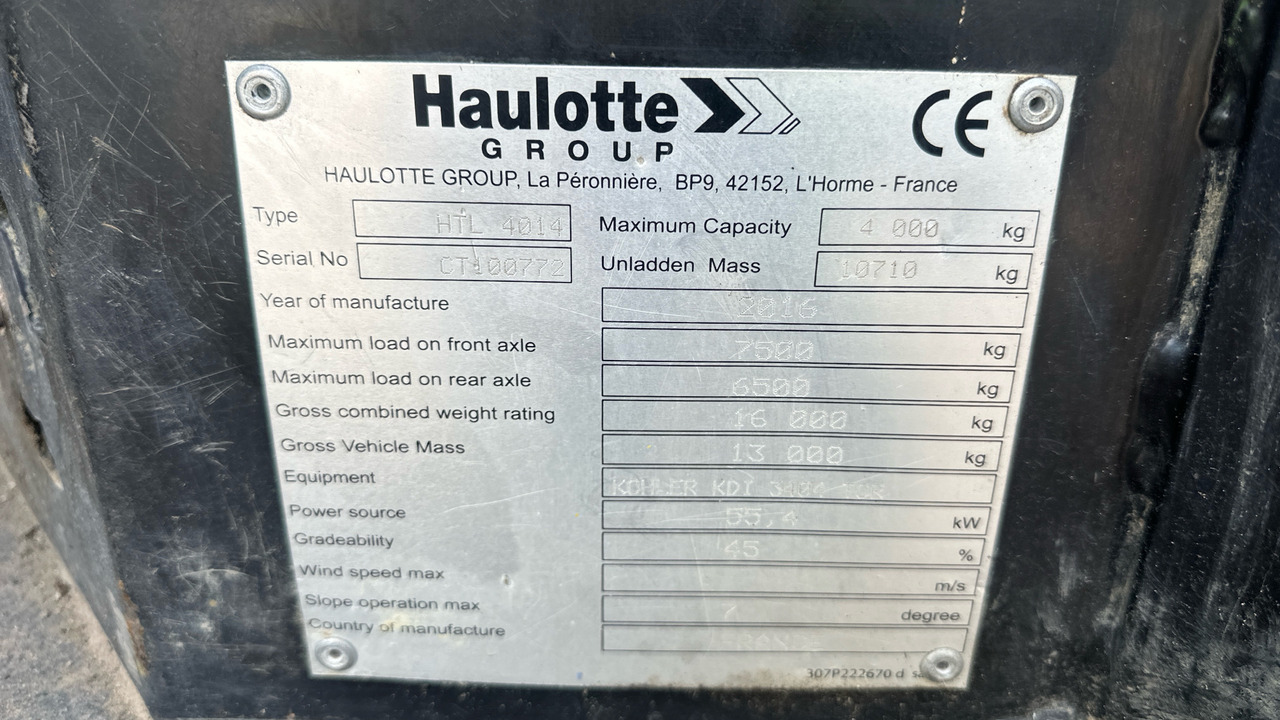 Haulotte
GROUP
CE
HAULOTTE GROUP, La Péronnière, BP9, 42152, L'Horme - France
Type HTL 4014 Maximum Capacity 4 000 kg
Serial No CT100772 Unladden Mass 10710 kg
Year of manufacture 2016
Maximum load on front axle 7500 kg
Maximum load on rear axle 6500 kg
Gross combined weight rating 16 000 kg
Gross Vehicle Mass 13 000 kg
Equipment KOHLER KDI 3404
Power source 55,4 kW
Gradeability 45 %
Wind speed max m/s
Slope operation max degree
Country of manufacture
307P222670 d